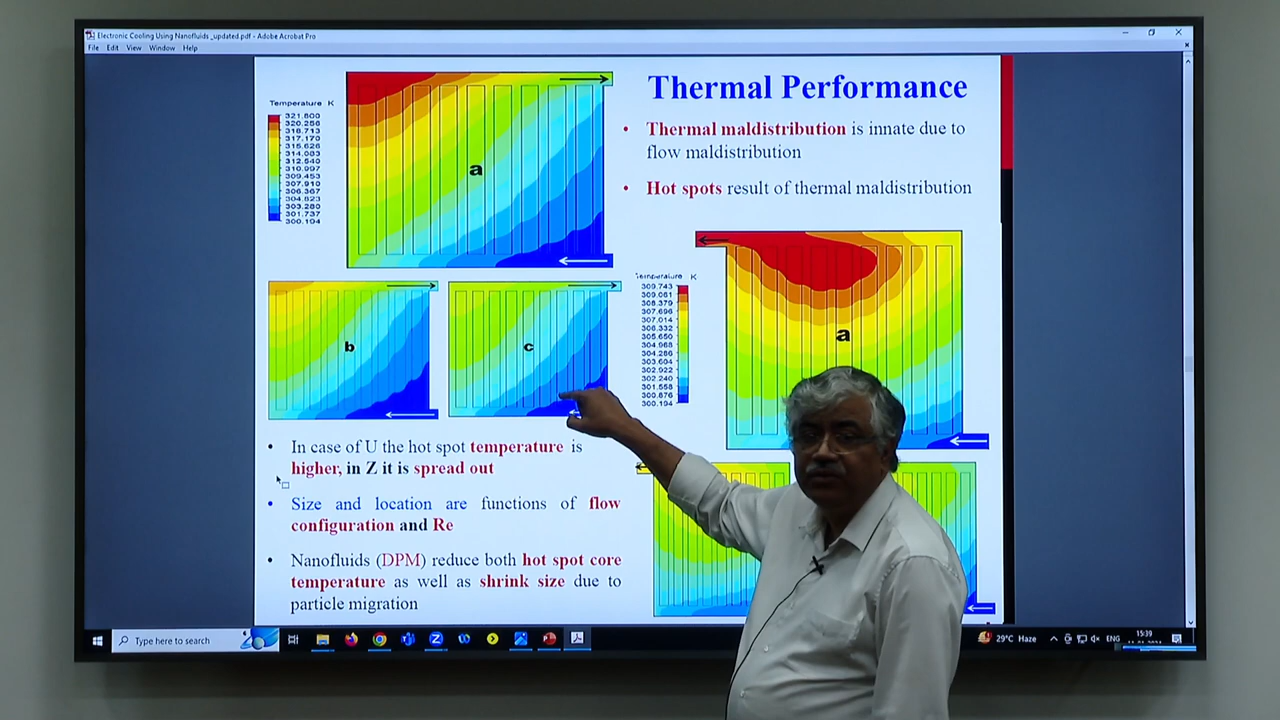 Electronic Cooling Using Nanofluids _updated.pdf - Adobe Acrobat Pro
File Edit View Window Help
Thermal Performance
• Thermal maldistribution is innate due to
flow maldistribution
• Hot spots result of thermal maldistribution
Temperature K
321.800
320.256
318.713
317.170
315.626
314.083
312.540
310.997
309.453
307.910
306.367
304.823
303.280
301.737
300.194
a
b
c
Temperature K
309.743
309.061
308.379
307.696
307.014
306.332
305.650
304.968
304.286
303.604
302.922
302.240
301.558
300.876
300.194
a
• In case of U the hot spot temperature is
higher, in Z it is spread out
• Size and location are functions of flow
configuration and Re
• Nanofluids (DPM) reduce both hot spot core
temperature as well as shrink size due to
particle migration
Type here to search
29°C Haze
ENG
15:39